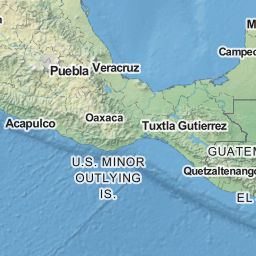 M
Campec
Puebla
Veracruz
Oaxaca
Acapulco
Tuxtla Gutierrez
GUATEM
U.S. MINOR
OUTLYING
IS.
Quetzaltenango
EL